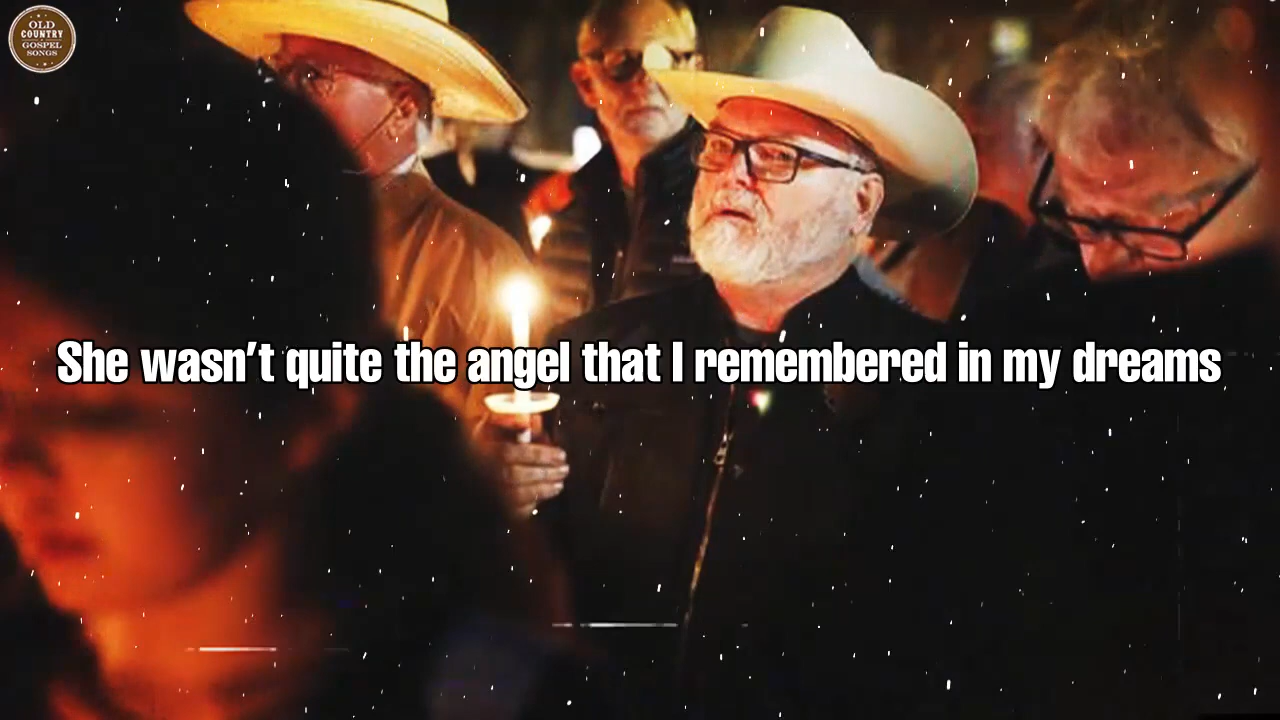 OLD
COUNTRY
GOSPEL
SONGS
She wasn't quite the angel that I remembered in my dreams